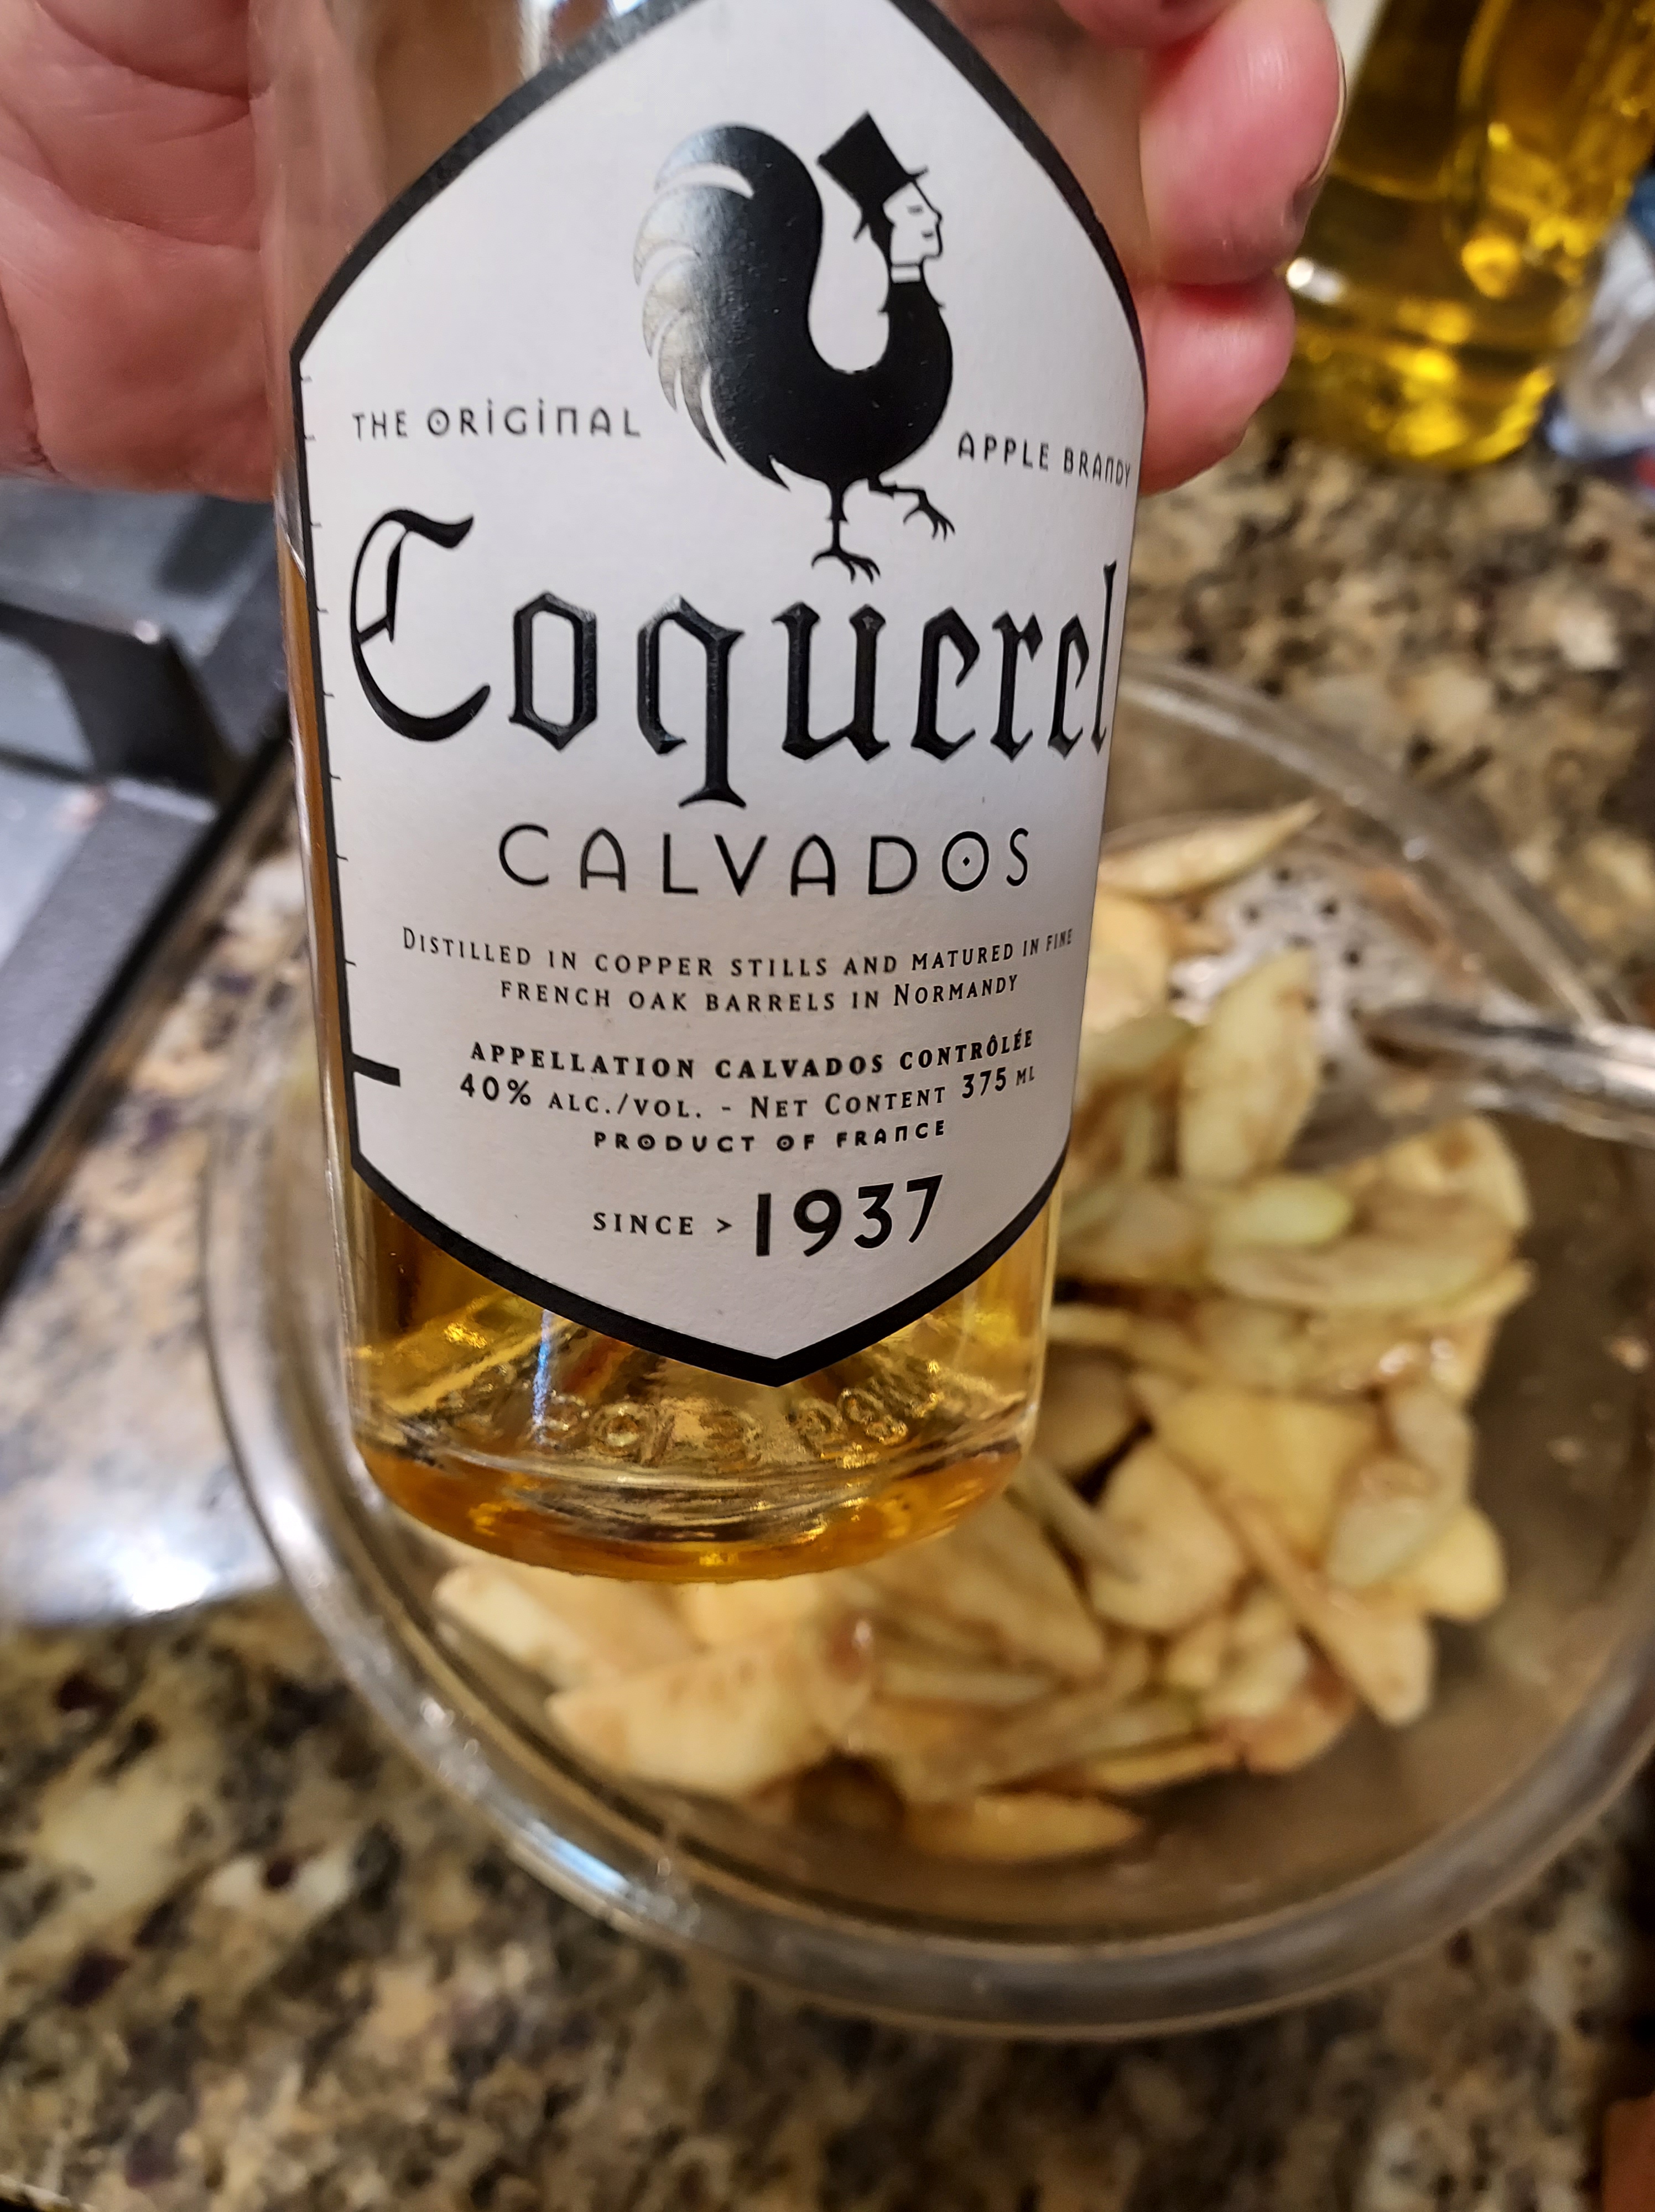 THE ORIGINAL
APPLE BRANDY
Coquerel
CALVADOS
DISTILLED IN COPPER STILLS AND MATURED IN FINE
FRENCH OAK BARRELS IN NORMANDY
APPELLATION CALVADOS CONTRÔLÉE
40% ALC./VOL. - NET CONTENT 375 ML
PRODUCT OF FRANCE
SINCE > 1937